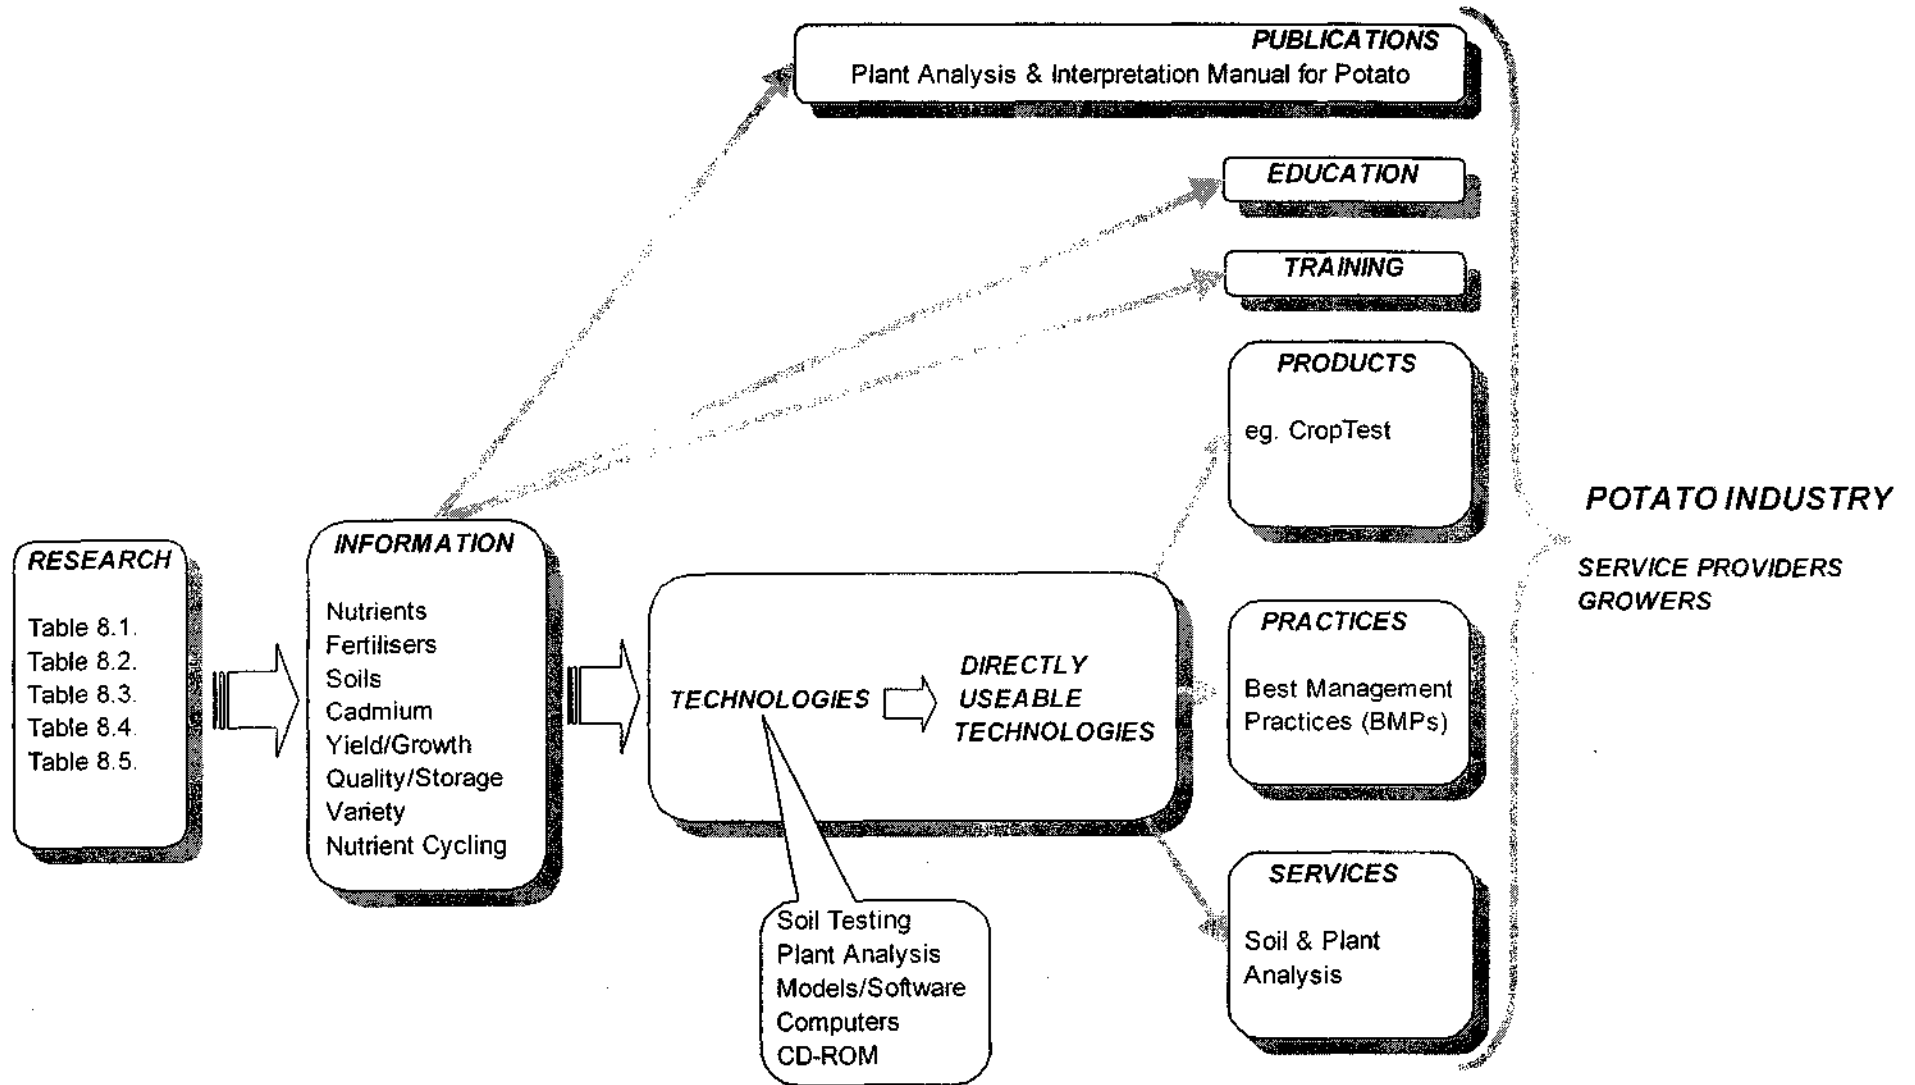 PUBLICATIONS
Plant Analysis & Interpretation Manual for Potato
EDUCATION
TRAINING
PRODUCTS
eg. CropTest
POTATO INDUSTRY
SERVICE PROVIDERS
GROWERS
RESEARCH
Table 8.1.
Table 8.2.
Table 8.3.
Table 8.4.
Table 8.5.
INFORMATION
Nutrients
Fertilisers
Soils
Cadmium
Yield/Growth
Quality/Storage
Variety
Nutrient Cycling
TECHNOLOGIES
DIRECTLY
USEABLE
TECHNOLOGIES
PRACTICES
Best Management
Practices (BMPs)
Soil Testing
Plant Analysis
Models/Software
Computers
CD-ROM
SERVICES
Soil & Plant
Analysis